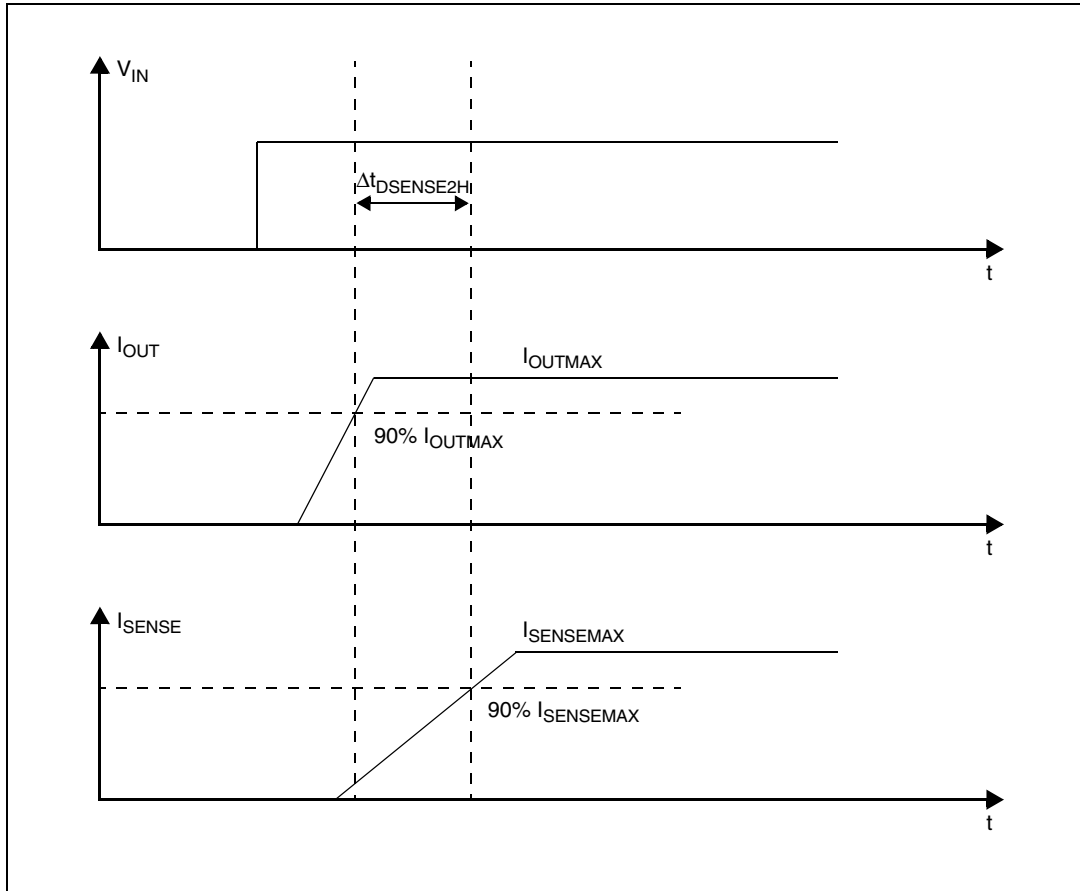 V_IN
Δt_DSENSE2H
t
I_OUT
I_OUTMAX
90% I_OUTMAX
t
I_SENSE
I_SENSEMAX
90% I_SENSEMAX
t